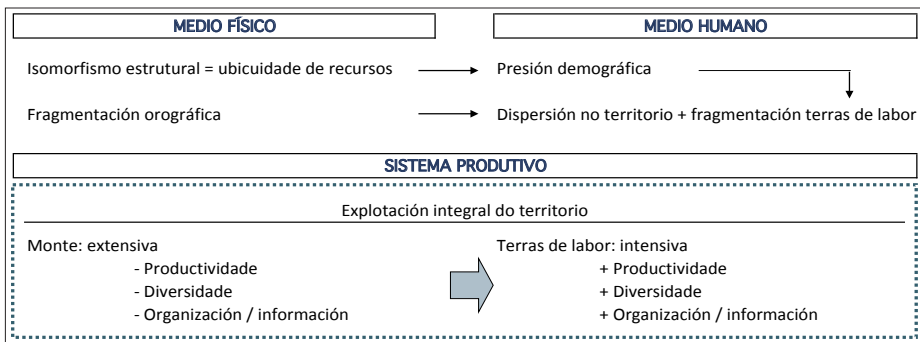 MEDIO FÍSICO
MEDIO HUMANO
Isomorfismo estrutural = ubicuidade de recursos
Presión demográfica
Fragmentación orográfica
Dispersión no territorio + fragmentación terras de labor
SISTEMA PRODUTIVO
Explotación integral do territorio
Monte: extensiva
- Productividade
- Diversidade
- Organización / información
Terras de labor: intensiva
+ Productividade
+ Diversidade
+ Organización / información